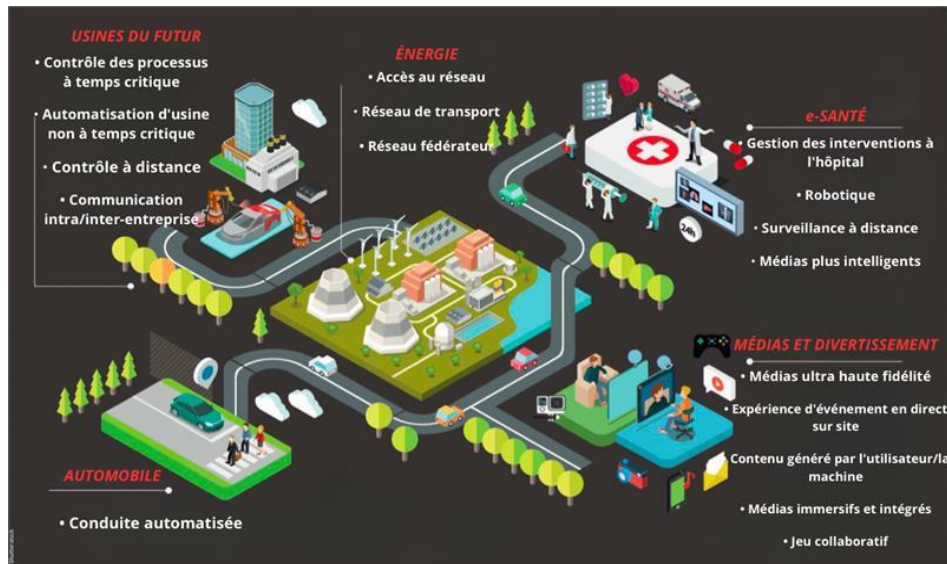 USINES DU FUTUR
• Contrôle des processus
à temps critique
• Automatisation d'usine
non à temps critique
• Contrôle à distance
• Communication
intra/inter-entreprise
ÉNERGIE
• Accès au réseau
• Réseau de transport
• Réseau fédérateur
e-SANTÉ
• Gestion des interventions à
l'hôpital
• Robotique
• Surveillance à distance
• Médias plus intelligents
24h
MÉDIAS ET DIVERTISSEMENT
• Médias ultra haute fidélité
• Expérience d'événement en direct
sur site
Contenu généré par l'utilisateur/la
machine
• Médias immersifs et intégrés
• Jeu collaboratif
AUTOMOBILE
• Conduite automatisée